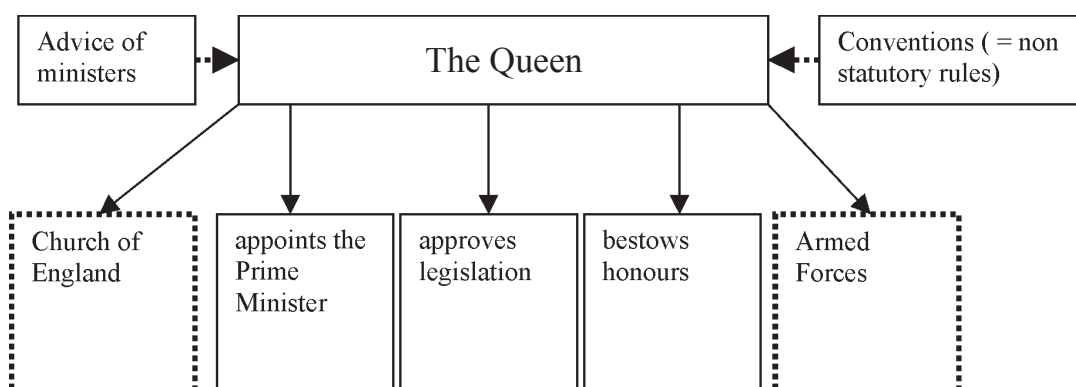 Advice of
ministers
The Queen
Conventions ( = non
statutory rules)
Church of
England
appoints the
Prime
Minister
approves
legislation
bestows
honours
Armed
Forces